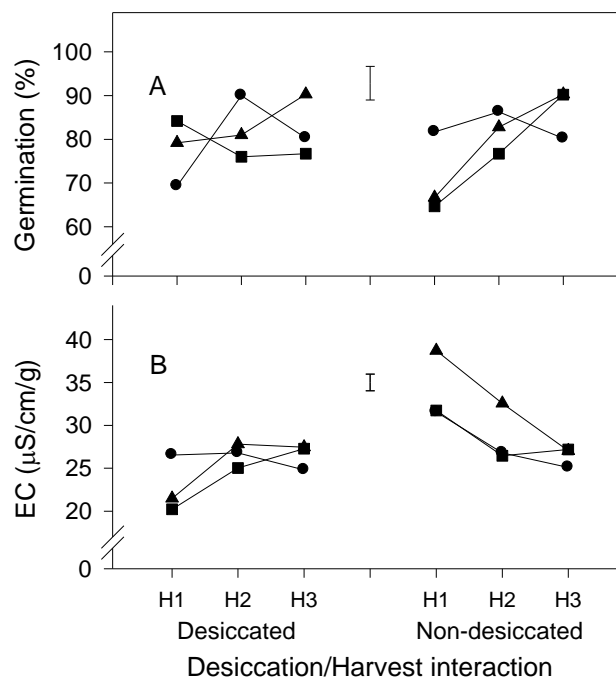 100
90
80
70
60
0
Germination (%)
A
40
35
30
25
20
0
EC (μS/cm/g)
B
H1 H2 H3 H1 H2 H3
Desiccated Non-desiccated
Desiccation/Harvest interaction